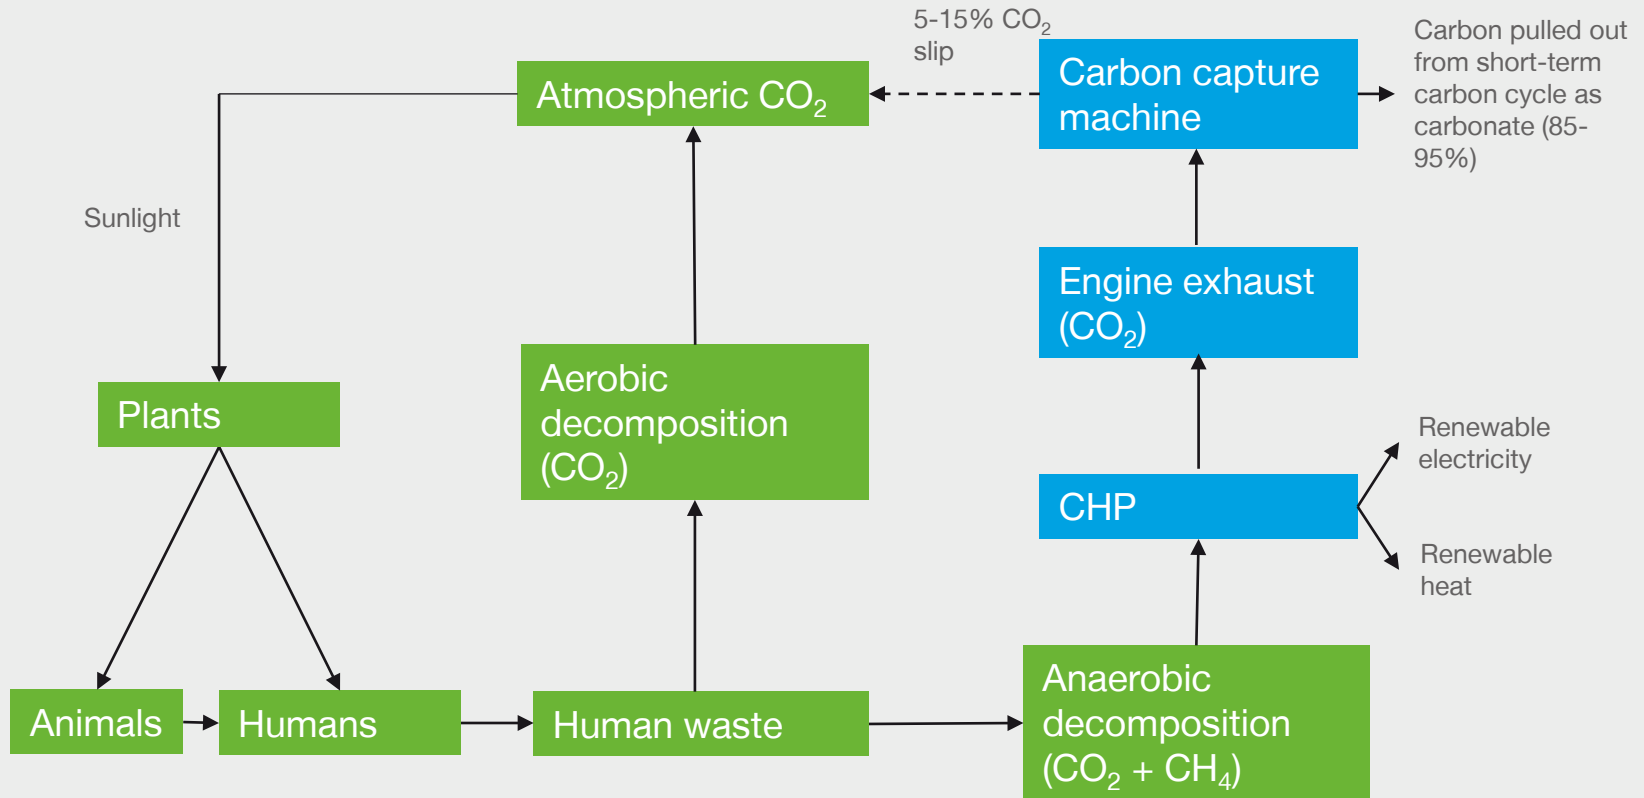 5-15% CO₂
slip
Carbon pulled out
from short-term
carbon cycle as
carbonate (85-
95%)
Atmospheric CO₂
Carbon capture
machine
Sunlight
Engine exhaust
(CO₂)
Plants
Aerobic
decomposition
(CO₂)
Renewable
electricity
CHP
Renewable
heat
Animals
Humans
Human waste
Anaerobic
decomposition
(CO₂ + CH₄)